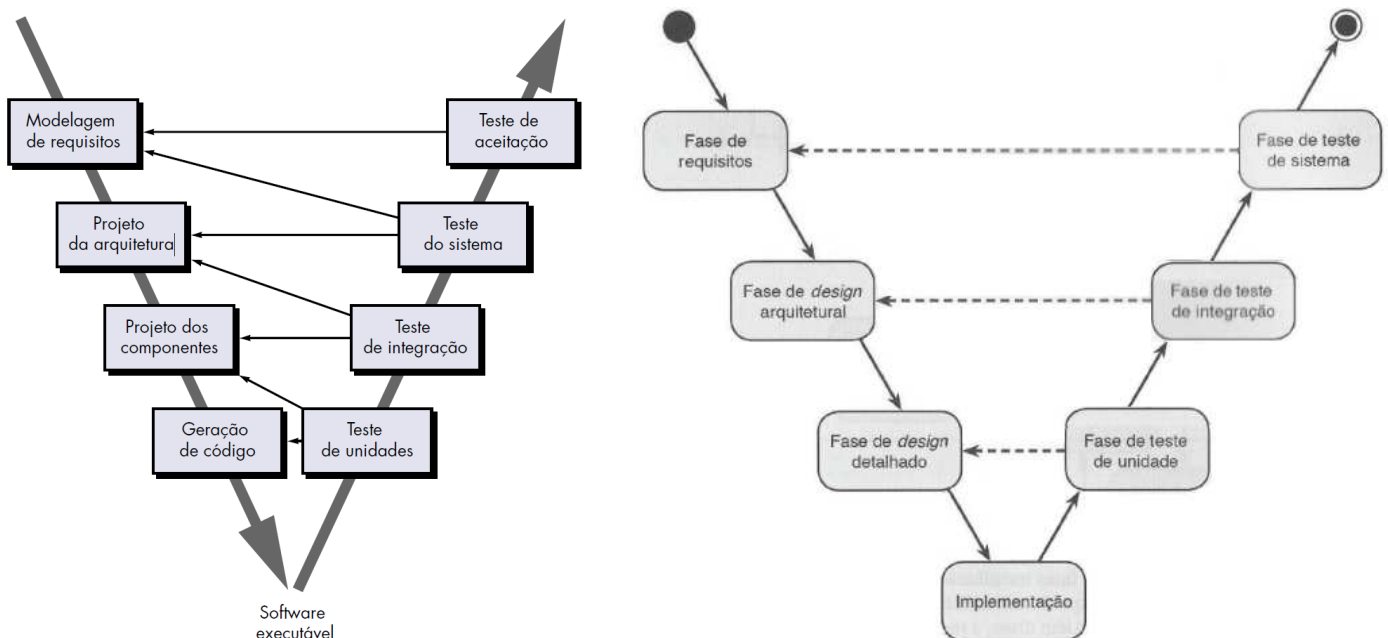 Modelagem
de requisitos
Teste de
aceitação
Projeto
da arquitetura
Teste
do sistema
Projeto dos
componentes
Teste
de integração
Geração
de código
Teste
de unidades
Software
executável
Fase de
requisitos
Fase de teste
de sistema
Fase de design
arquitetural
Fase de teste
de integração
Fase de design
detalhado
Fase de teste
de unidade
Implementação